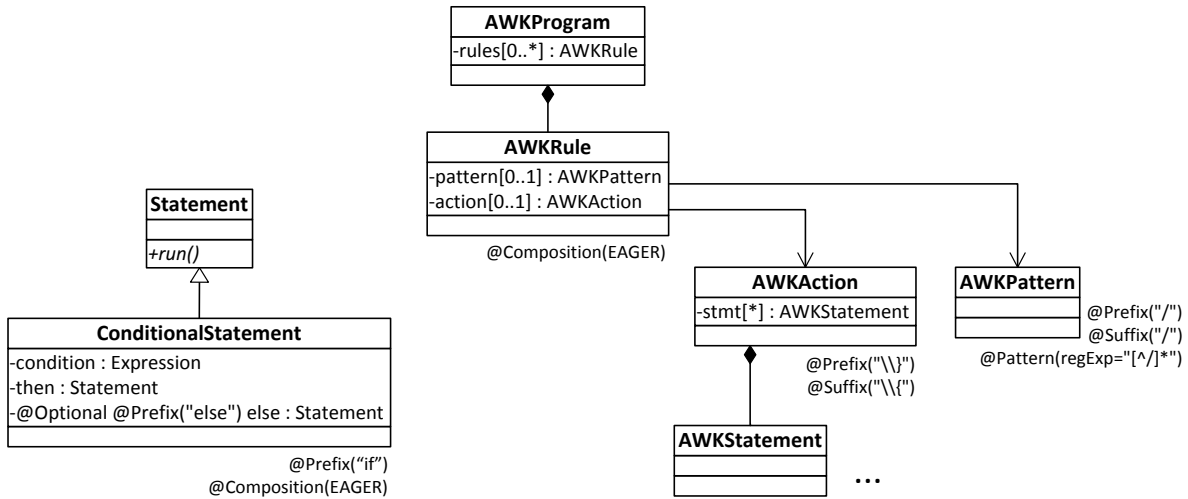 AWKProgram
-rules[0..*] : AWKRule
AWKRule
-pattern[0..1] : AWKPattern
-action[0..1] : AWKAction
@Composition(EAGER)
Statement
+run()
ConditionalStatement
-condition : Expression
-then : Statement
-@Optional @Prefix("else") else : Statement
@Prefix(“if”)
@Composition(EAGER)
AWKAction
-stmt[*] : AWKStatement
@Prefix("\\}")
@Suffix("\\{")
AWKPattern
@Prefix("/")
@Suffix("/")
@Pattern(regExp="[^/]*")
AWKStatement
...